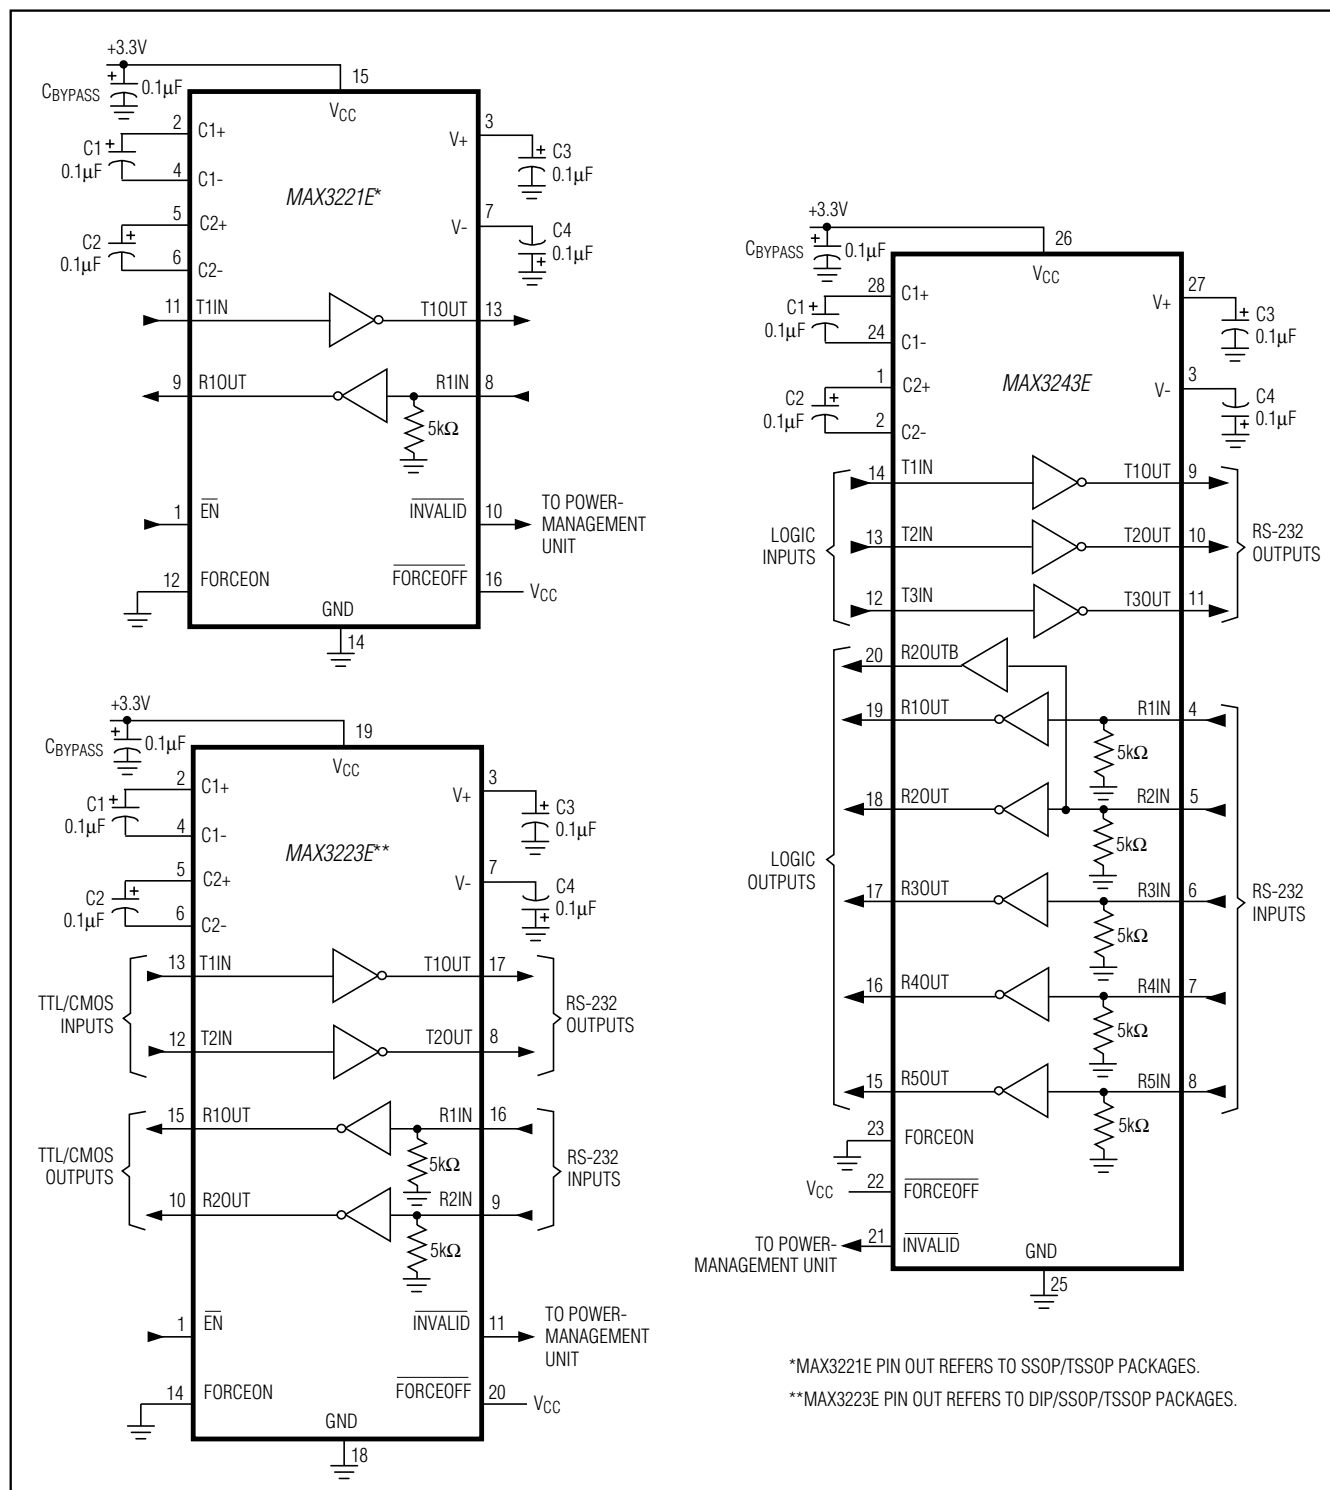 +3.3V
CBYPASS
0.1µF
15
VCC
2
C1+
C1
0.1µF
4
C1-
5
C2+
C2
0.1µF
6
C2-
MAX3221E*
3
V+
C3
0.1µF
7
V-
C4
0.1µF
11
T1IN
T1OUT
13
9
R1OUT
R1IN
8
5kΩ
1
EN
INVALID
10
TO POWER-
MANAGEMENT
UNIT
12
FORCEON
FORCEOFF
16
VCC
GND
14
+3.3V
CBYPASS
0.1µF
19
VCC
2
C1+
C1
0.1µF
4
C1-
5
C2+
C2
0.1µF
6
C2-
MAX3223E**
3
V+
C3
0.1µF
7
V-
C4
0.1µF
TTL/CMOS
INPUTS
13
T1IN
T1OUT
17
12
T2IN
T2OUT
8
RS-232
OUTPUTS
TTL/CMOS
OUTPUTS
15
R1OUT
R1IN
16
5kΩ
10
R2OUT
R2IN
9
5kΩ
RS-232
INPUTS
1
EN
INVALID
11
TO POWER-
MANAGEMENT
UNIT
14
FORCEON
FORCEOFF
20
VCC
GND
18
+3.3V
CBYPASS
0.1µF
26
VCC
28
C1+
C1
0.1µF
24
C1-
1
C2+
C2
0.1µF
2
C2-
MAX3243E
27
V+
C3
0.1µF
3
V-
C4
0.1µF
LOGIC
INPUTS
14
T1IN
T1OUT
9
13
T2IN
T2OUT
10
12
T3IN
T3OUT
11
RS-232
OUTPUTS
LOGIC
OUTPUTS
20
R2OUTB
19
R1OUT
R1IN
4
5kΩ
18
R2OUT
R2IN
5
5kΩ
17
R3OUT
R3IN
6
5kΩ
16
R4OUT
R4IN
7
5kΩ
15
R5OUT
R5IN
8
5kΩ
RS-232
INPUTS
23
FORCEON
VCC
22
FORCEOFF
TO POWER-
MANAGEMENT UNIT
21
INVALID
GND
25
*MAX3221E PIN OUT REFERS TO SSOP/TSSOP PACKAGES.
**MAX3223E PIN OUT REFERS TO DIP/SSOP/TSSOP PACKAGES.